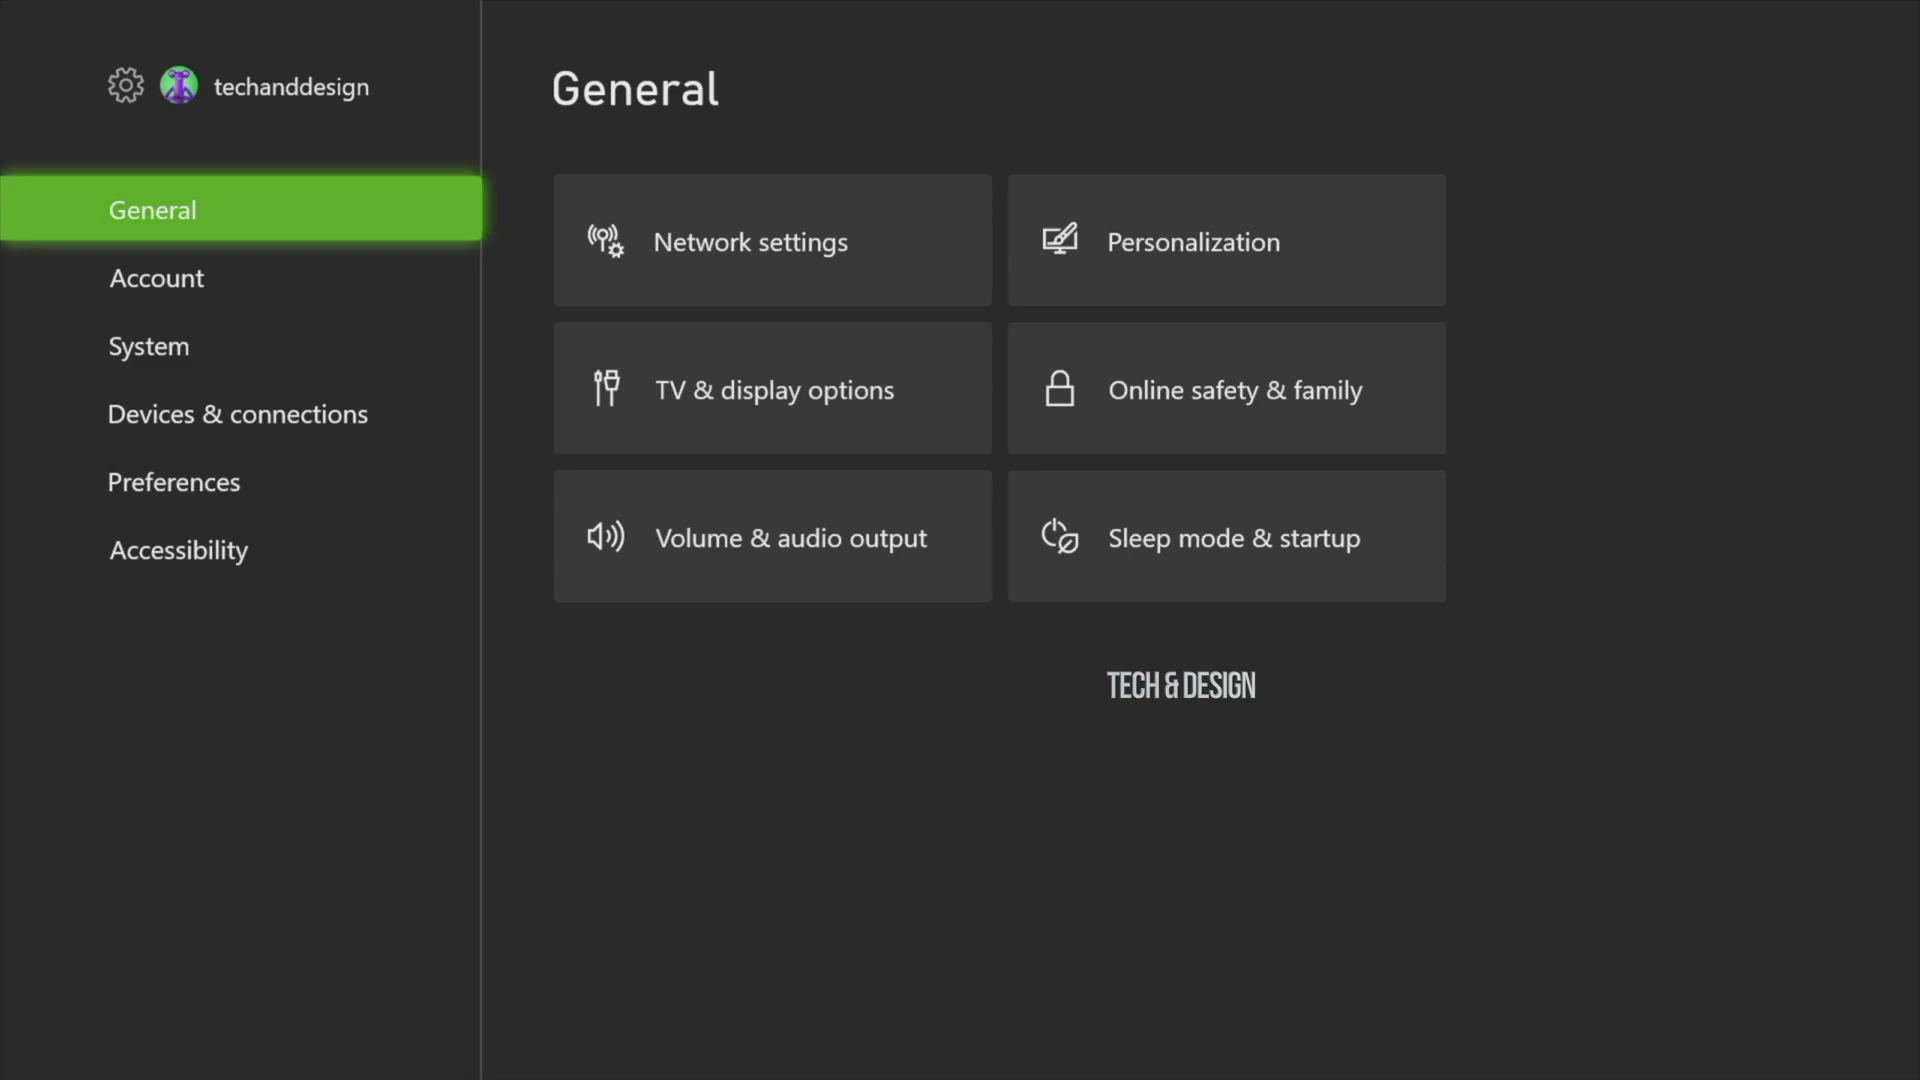 techanddesign
General
Account
System
Devices & connections
Preferences
Accessibility
General
Network settings
Personalization
TV & display options
Online safety & family
Volume & audio output
Sleep mode & startup
TECH & DESIGN